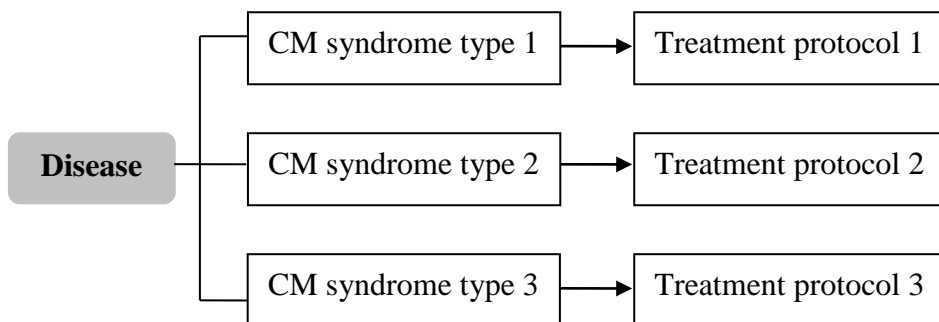 CM syndrome type 1
Treatment protocol 1
Disease
CM syndrome type 2
Treatment protocol 2
CM syndrome type 3
Treatment protocol 3